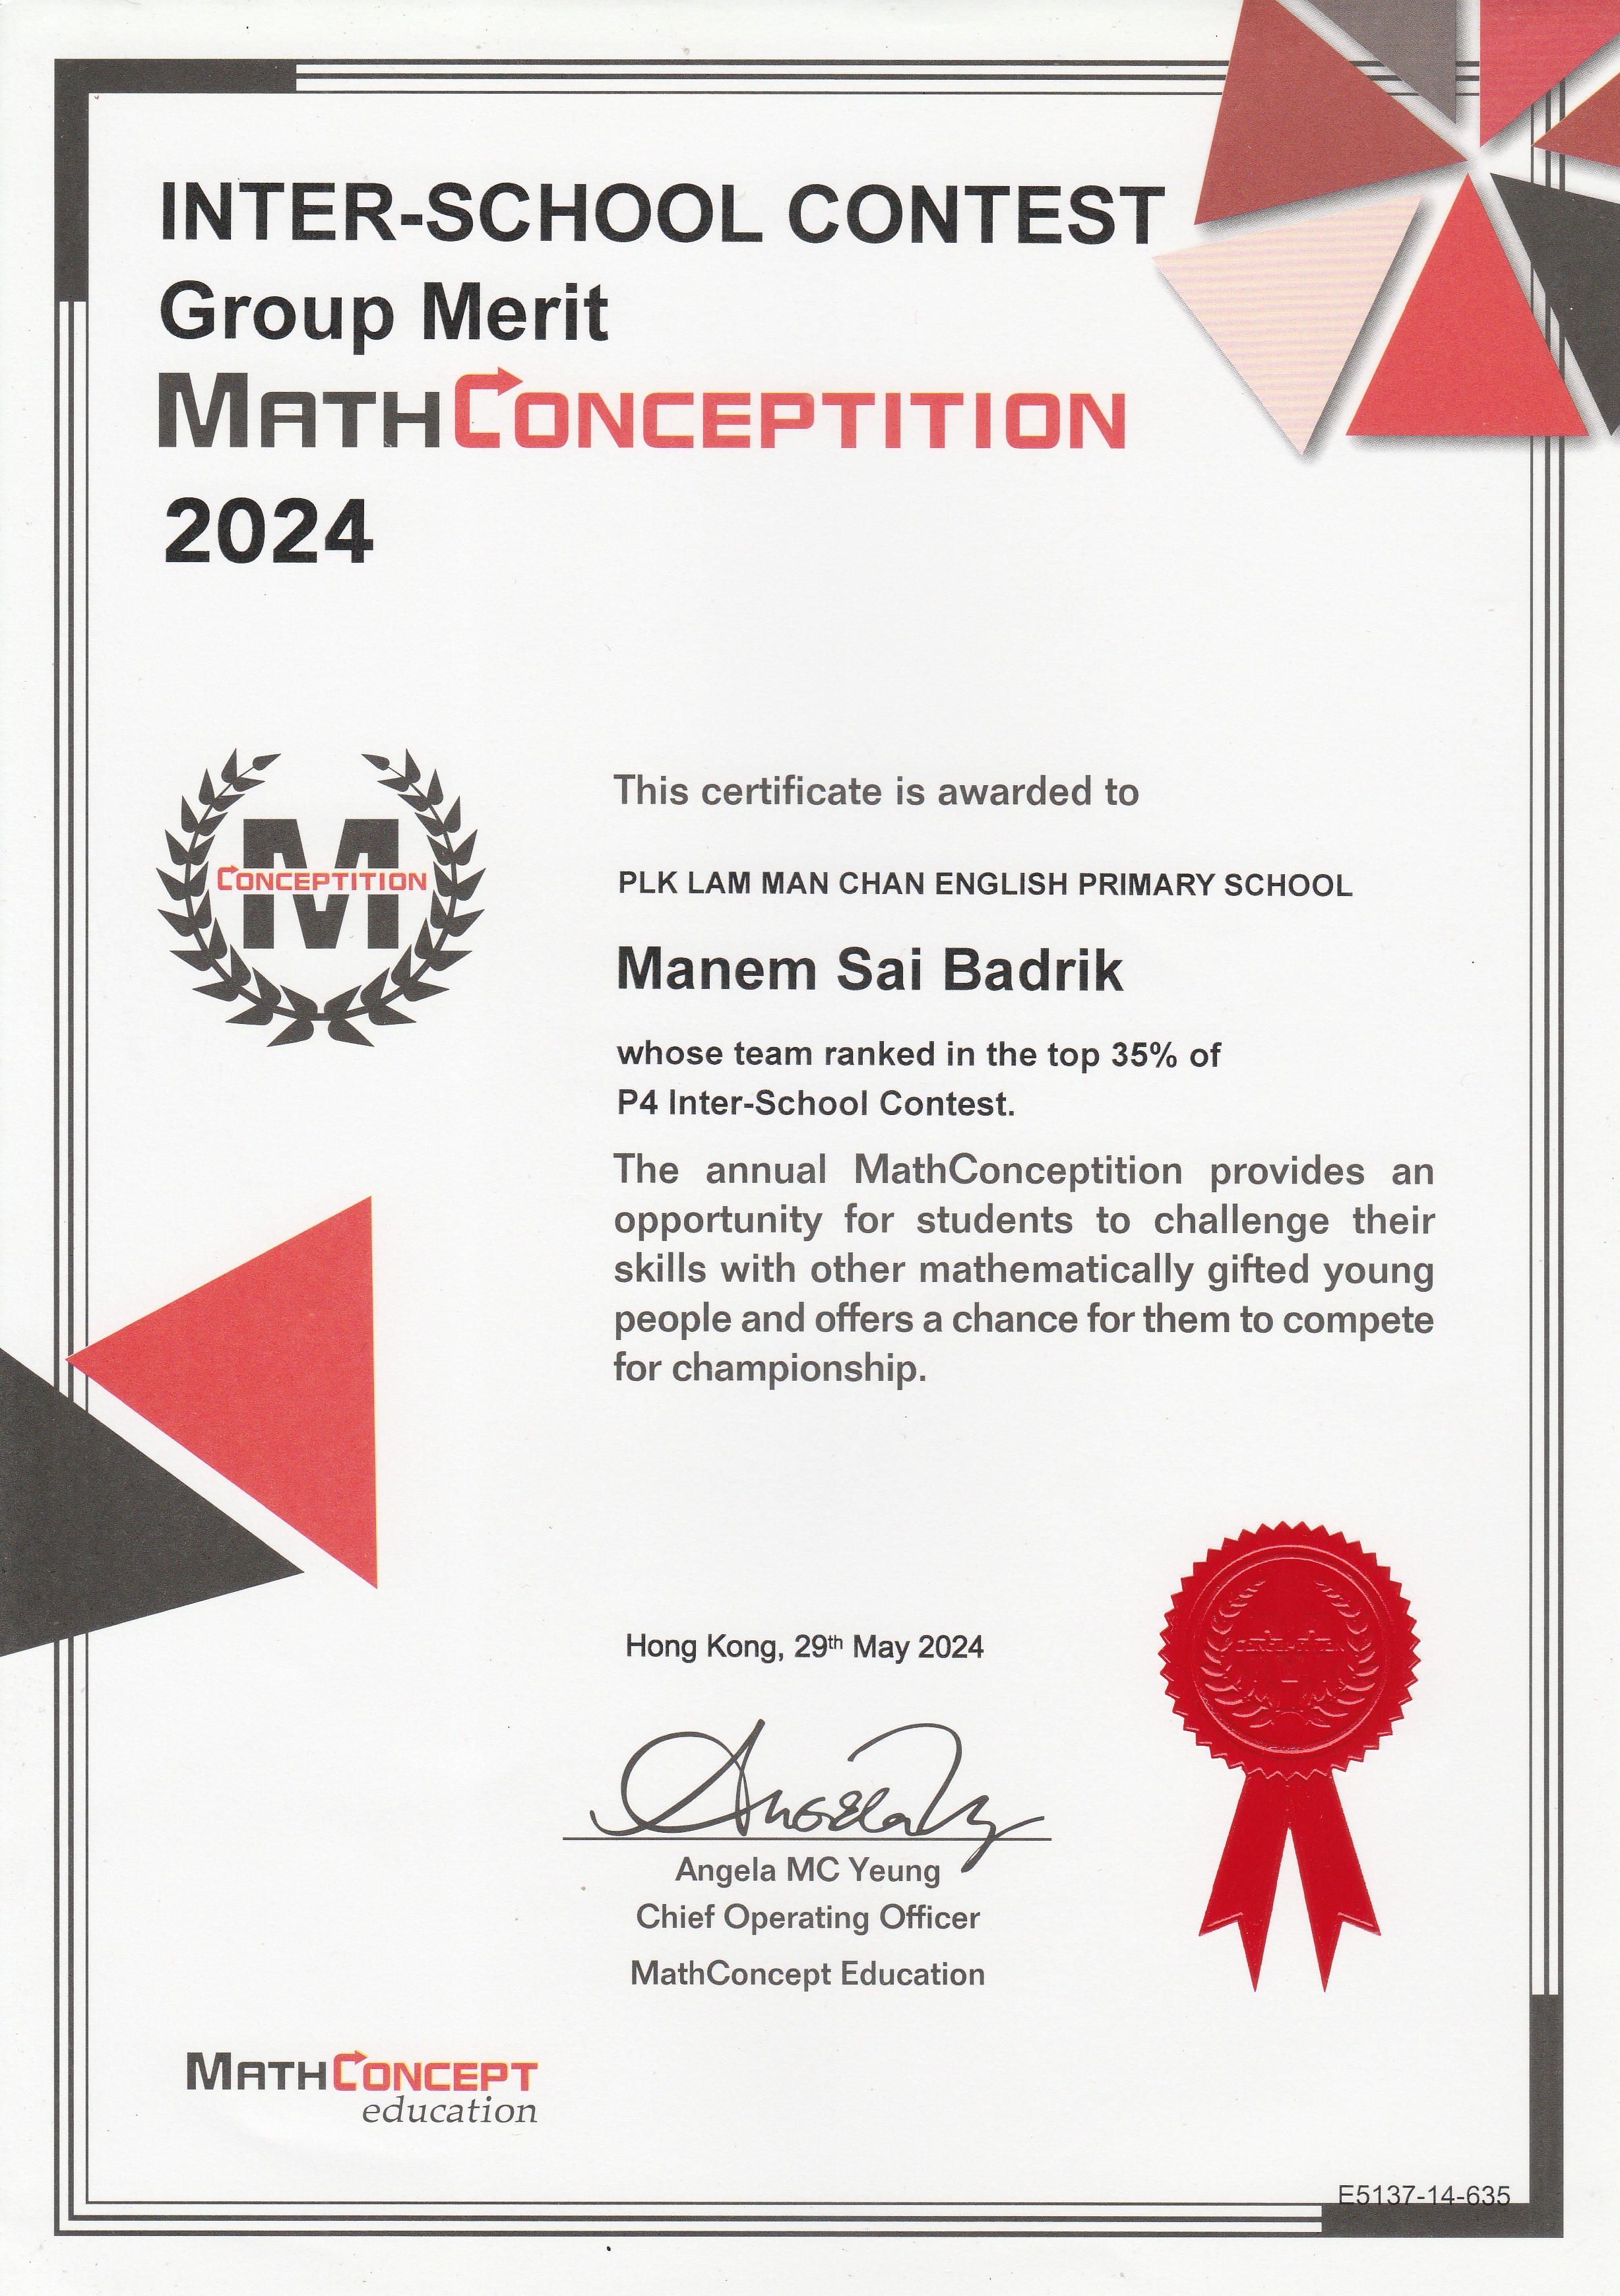 INTER-SCHOOL CONTEST
Group Merit
MATHCONCEPTITION
2024
M
CONCEPTITION
This certificate is awarded to
PLK LAM MAN CHAN ENGLISH PRIMARY SCHOOL
Manem Sai Badrik
whose team ranked in the top 35% of
P4 Inter-School Contest.
The annual MathConceptition provides an
opportunity for students to challenge their
skills with other mathematically gifted young
people and offers a chance for them to compete
for championship.
Hong Kong, 29th May 2024
Angela MC Yeung
Chief Operating Officer
MathConcept Education
MATHCONCEPT
education
E5137-14-635